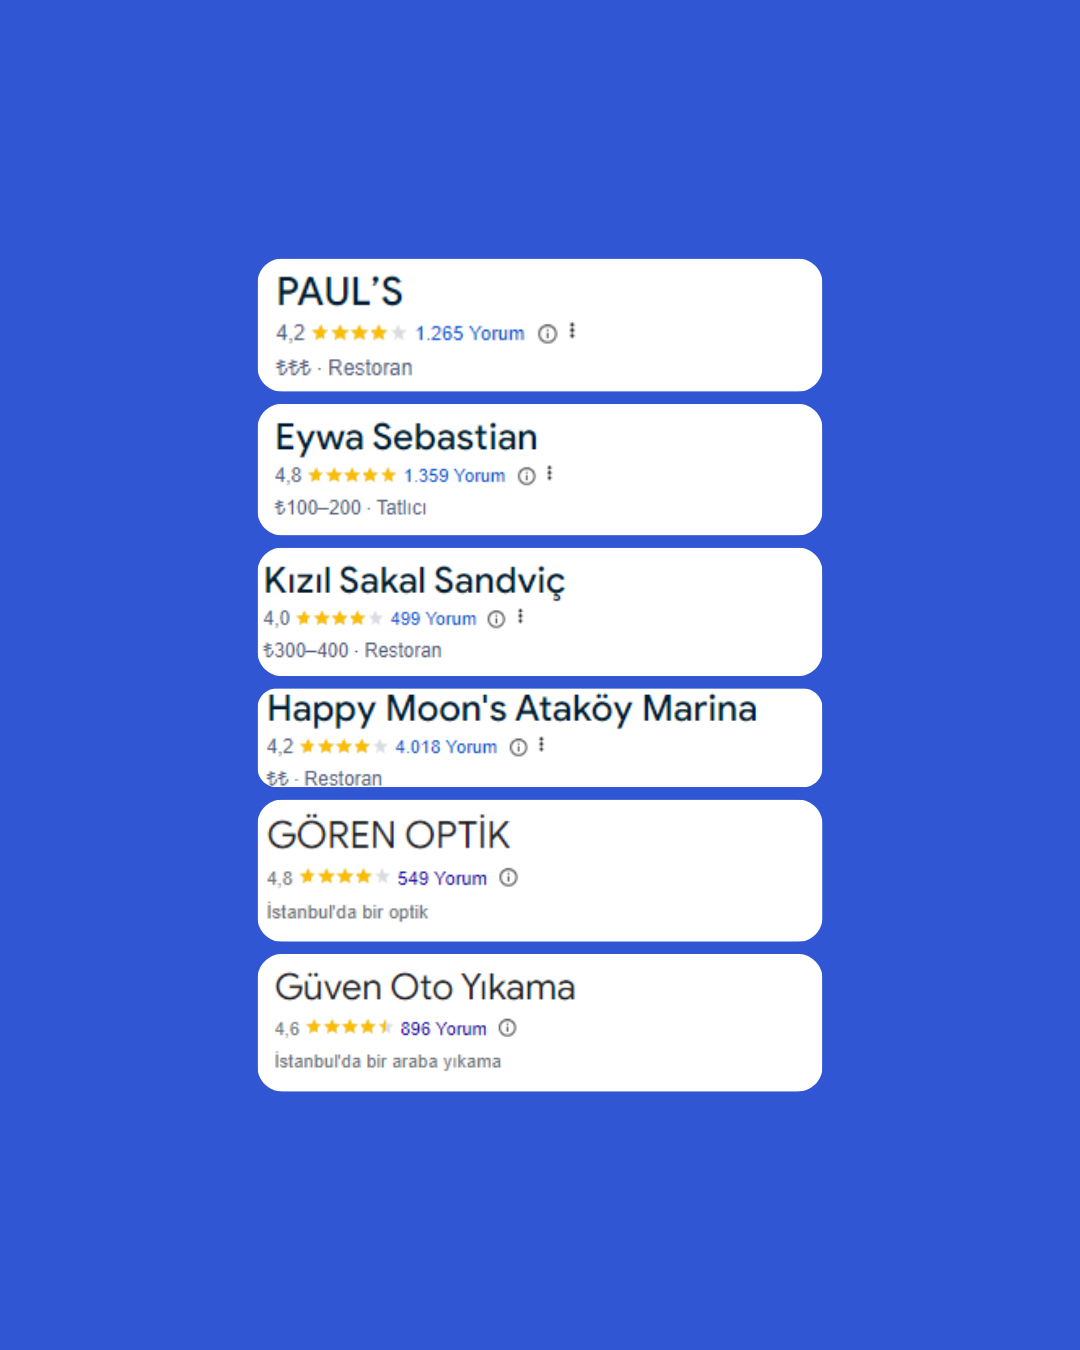 PAUL’S
4,2 1.265 Yorum
₺₺₺ · Restoran
Eywa Sebastian
4,8 1.359 Yorum
₺100–200 · Tatlıcı
Kızıl Sakal Sandviç
4,0 499 Yorum
₺300–400 · Restoran
Happy Moon's Ataköy Marina
4,2 4.018 Yorum
₺₺ · Restoran
GÖREN OPTİK
4,8 549 Yorum
İstanbul'da bir optik
Güven Oto Yıkama
4,6 896 Yorum
İstanbul'da bir araba yıkama